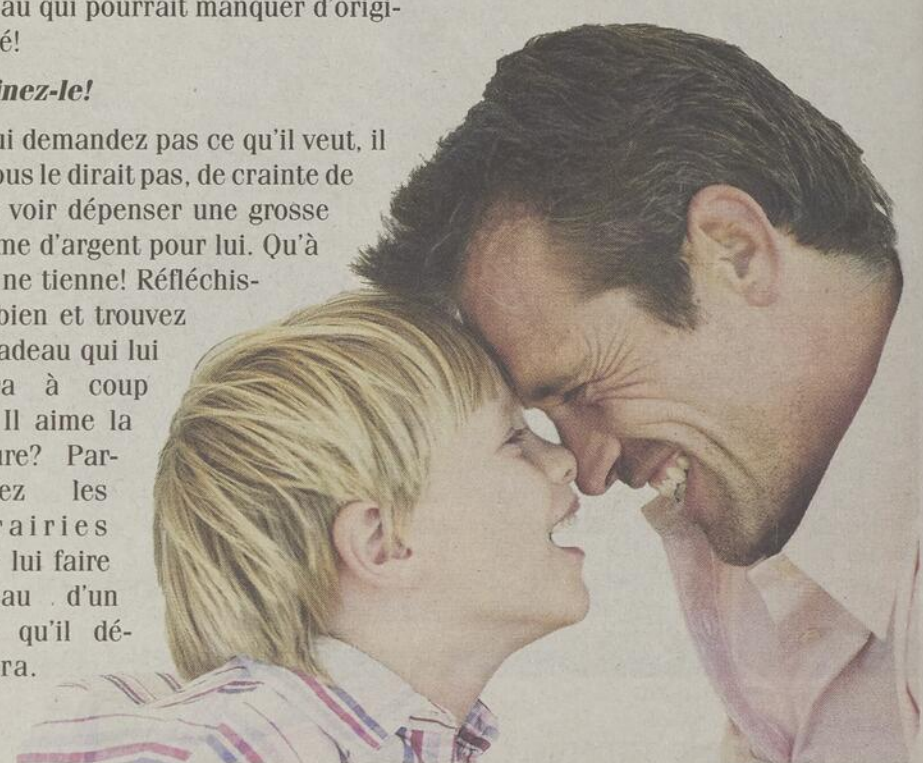 au qui pourrait manquer d'origi-
é!
inez-le!
ui demandez pas ce qu'il veut, il
ous le dirait pas, de crainte de
voir dépenser une grosse
me d'argent pour lui. Qu'à
ne tienne! Réfléchis-
bien et trouvez
adeau qui lui
a à coup
Il aime la
ure? Par-
ez les
rairies
lui faire
au d'un
qu'il dé-
ra.